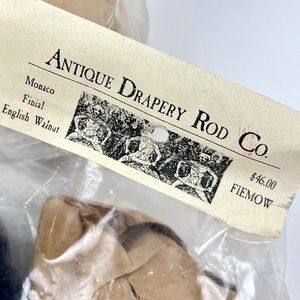 ANTIQUE DRAPERY ROD CO.
Monaco
Finial
English Walnut
$46.00
FIEMOW